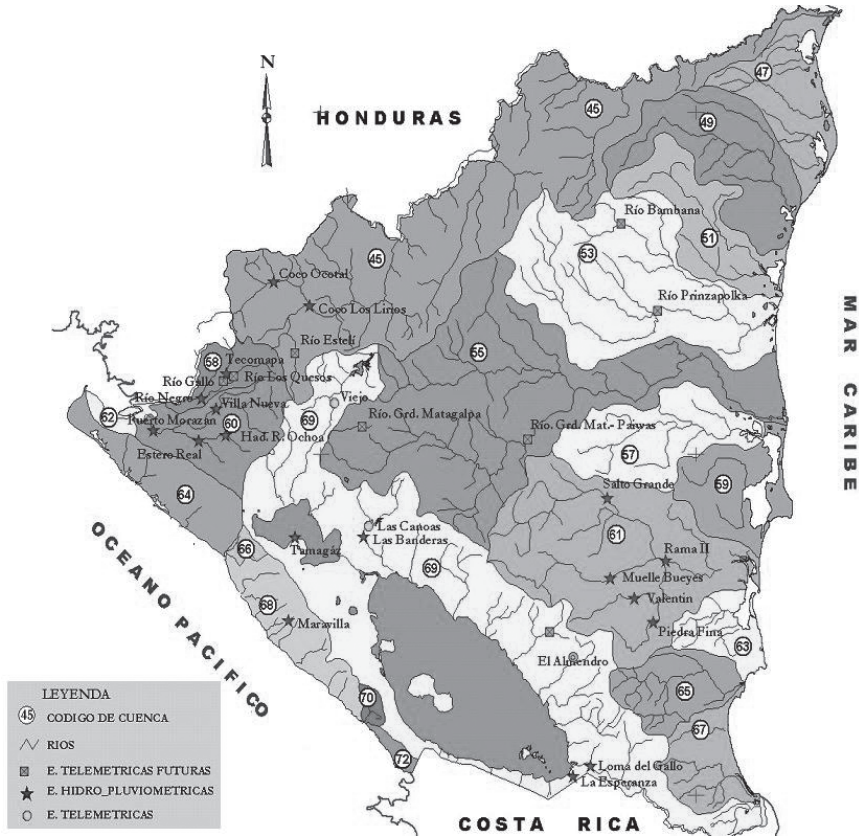 N
HONDURAS
47
45
49
Río Bambana
51
53
45
Coco Ocotal
Río Prinzapolka
Coco Los Lirios
MAR CARIBE
Río Estelí
55
58
Tecomapa
Río Gallo
Río Los Quesos
Río Negro
Villa Nueva
69
Viejo
62
Puerto Morazán
60
Had. R. Ochoa
Río. Grd. Matagalpa
Río. Grd. Mat.- Paiwas
57
Estero Real
59
64
Salto Grande
Las Canoas
Las Banderas
61
66
Tamagáz
69
Rama II
OCEANO PACIFICO
68
Muelle Bueyes
Maravilla
Valentin
Piedra Fina
63
El Almendro
65
70
67
72
Loma del Gallo
La Esperanza
COSTA RICA
LEYENDA
45 CODIGO DE CUENCA
RIOS
E. TELEMETRICAS FUTURAS
E. HIDRO_PLUVIOMETRICAS
E. TELEMETRICAS